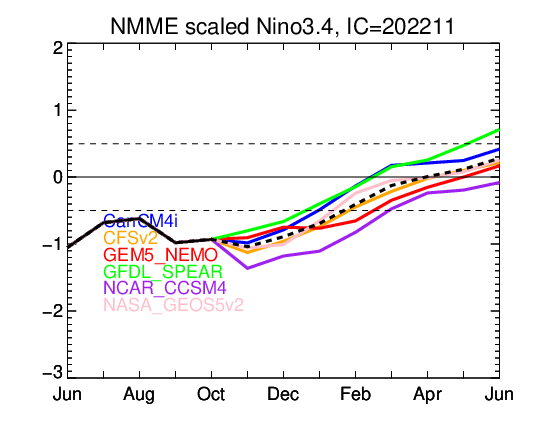 NMME scaled Nino3.4, IC=202211
2
1
0
−1
−2
−3
CanCM4i
CFSv2
GEM5_NEMO
GFDL_SPEAR
NCAR_CCSM4
NASA_GEOS5v2
Jun Aug Oct Dec Feb Apr Jun